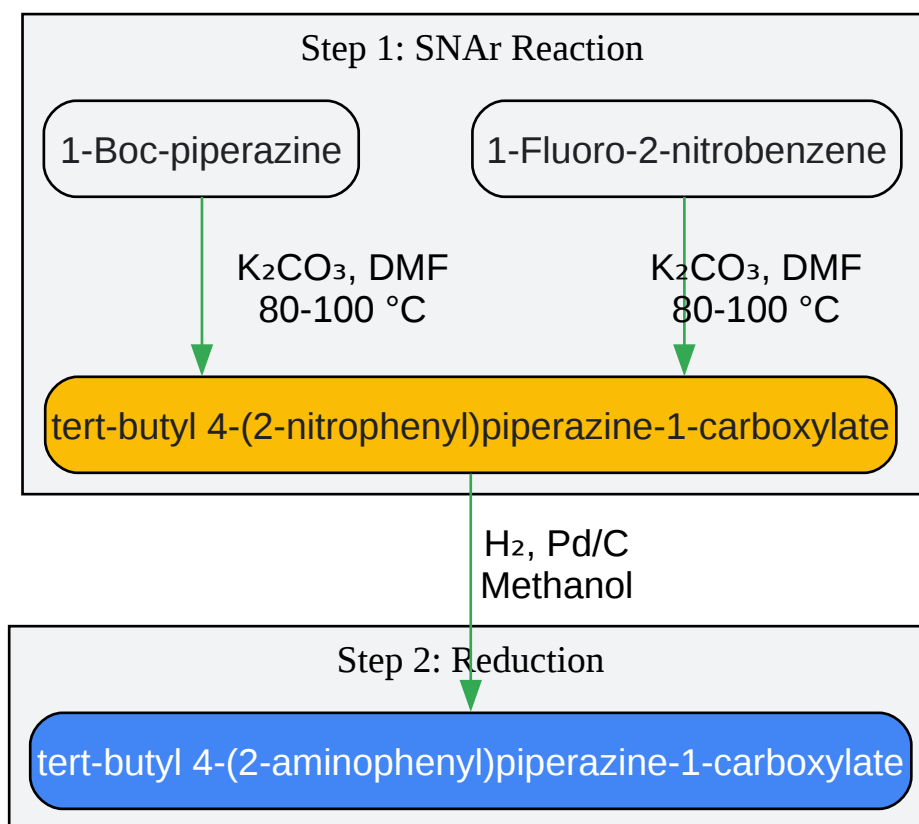 Step 1: SNAr Reaction
1-Boc-piperazine
1-Fluoro-2-nitrobenzene
K₂CO₃, DMF
80-100 °C
K₂CO₃, DMF
80-100 °C
tert-butyl 4-(2-nitrophenyl)piperazine-1-carboxylate
H₂, Pd/C
Methanol
Step 2: Reduction
tert-butyl 4-(2-aminophenyl)piperazine-1-carboxylate